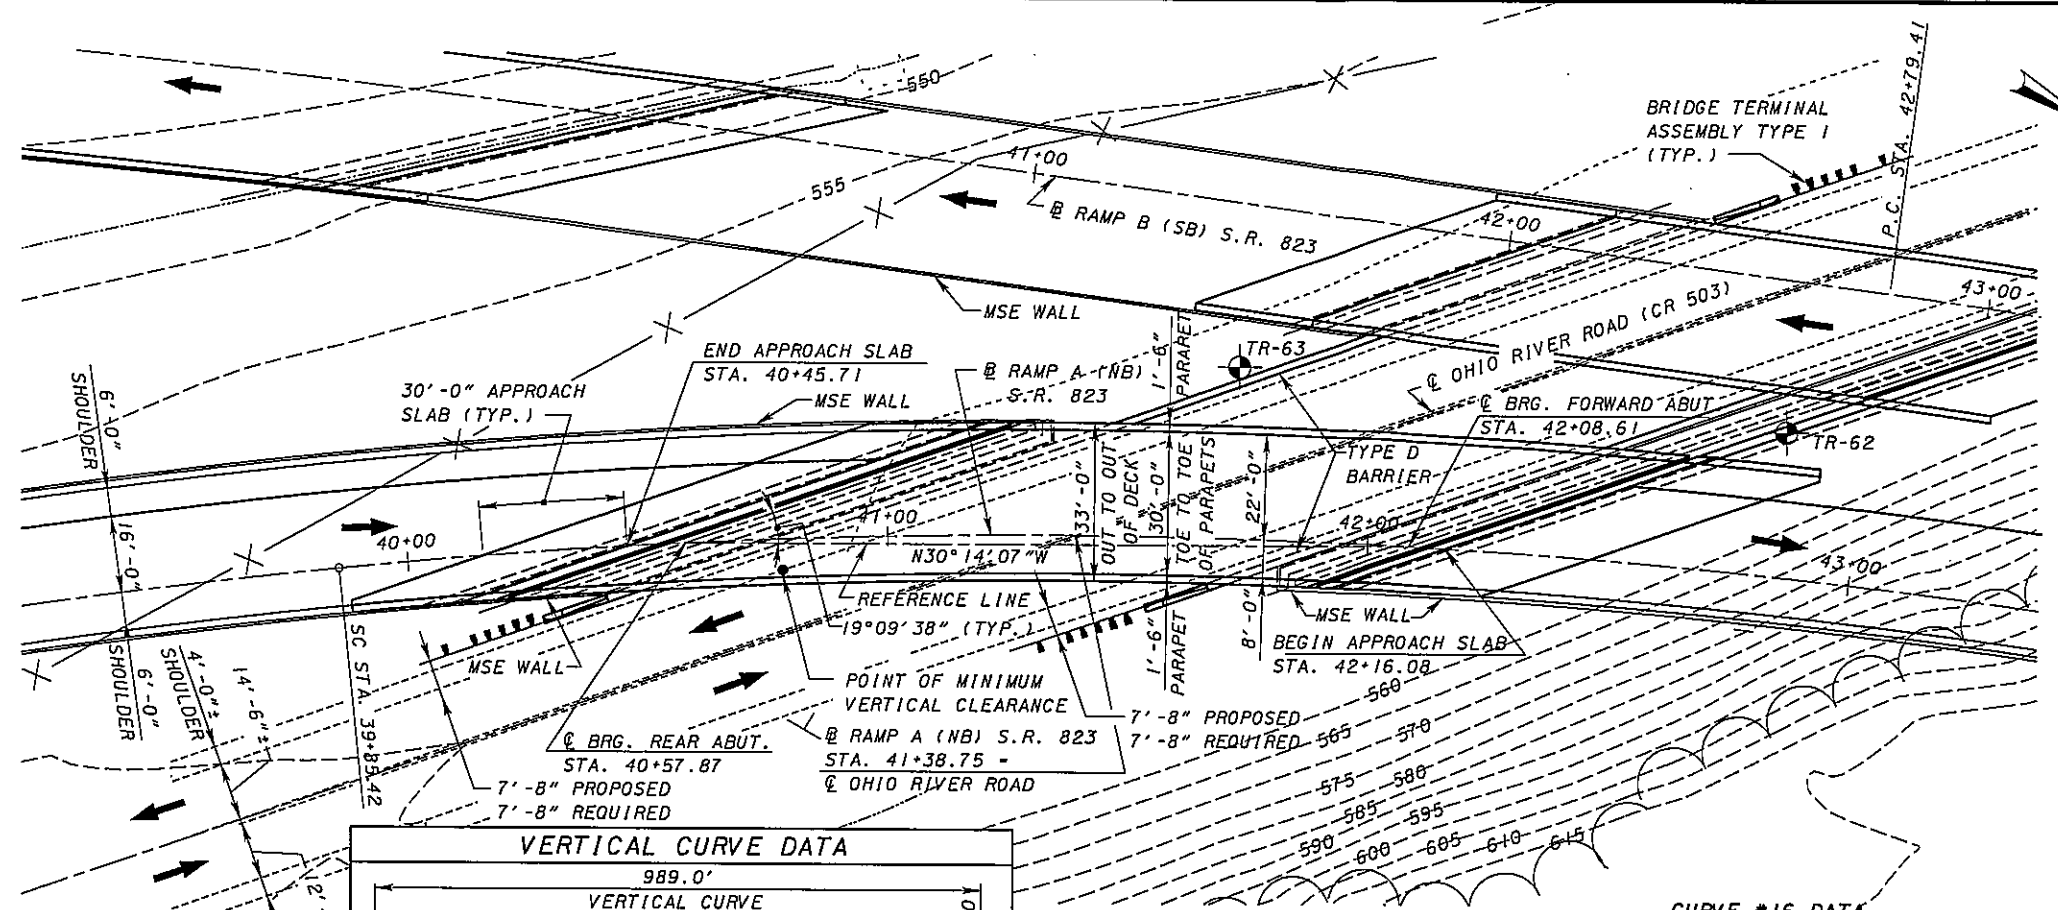 550
P.C. STA. 42+79.41
BRIDGE TERMINAL
ASSEMBLY TYPE 1
(TYP.)
41+00
555
℄ RAMP B (SB) S.R. 823
42+00
43+00
MSE WALL
1'-6"
PARARET
TR-63
OHIO RIVER ROAD (CR 503)
END APPROACH SLAB
STA. 40+45.71
RAMP A (NB)
S.R. 823
30'-0" APPROACH
SLAB (TYP.)
MSE WALL
6'-0"
SHOULDER
℄ BRG. FORWARD ABUT
STA. 42+08.61
TR-62
TYPE D
BARRIER
33'-0"
OUT TO OUT
OF DECK
30'-0"
TOE TO TOE
OF PARAPETS
22'-0"
41+00
42+00
40+00
16'-0"
N30°14'07"W
43+00
REFERENCE LINE
19°09'38" (TYP.)
MSE WALL
8'-0"
1'-6"
PARAPET
BEGIN APPROACH SLAB
STA. 42+16.08
MSE WALL
SC STA 39+85.42
SHOULDER
6'-0"
4'-0"±
SHOULDER
14'-6"±
POINT OF MINIMUM
VERTICAL CLEARANCE
7'-8" PROPOSED
7'-8" REQUIRED
℄ BRG. REAR ABUT.
STA. 40+57.87
RAMP A (NB) S.R. 823
STA. 41+38.75 =
℄ OHIO RIVER ROAD
7'-8" PROPOSED
7'-8" REQUIRED
560
565
570
575
580
585
595
590
600
605
610
615
12'
VERTICAL CURVE DATA
989.0'
VERTICAL CURVE
CURVE #16 DATA